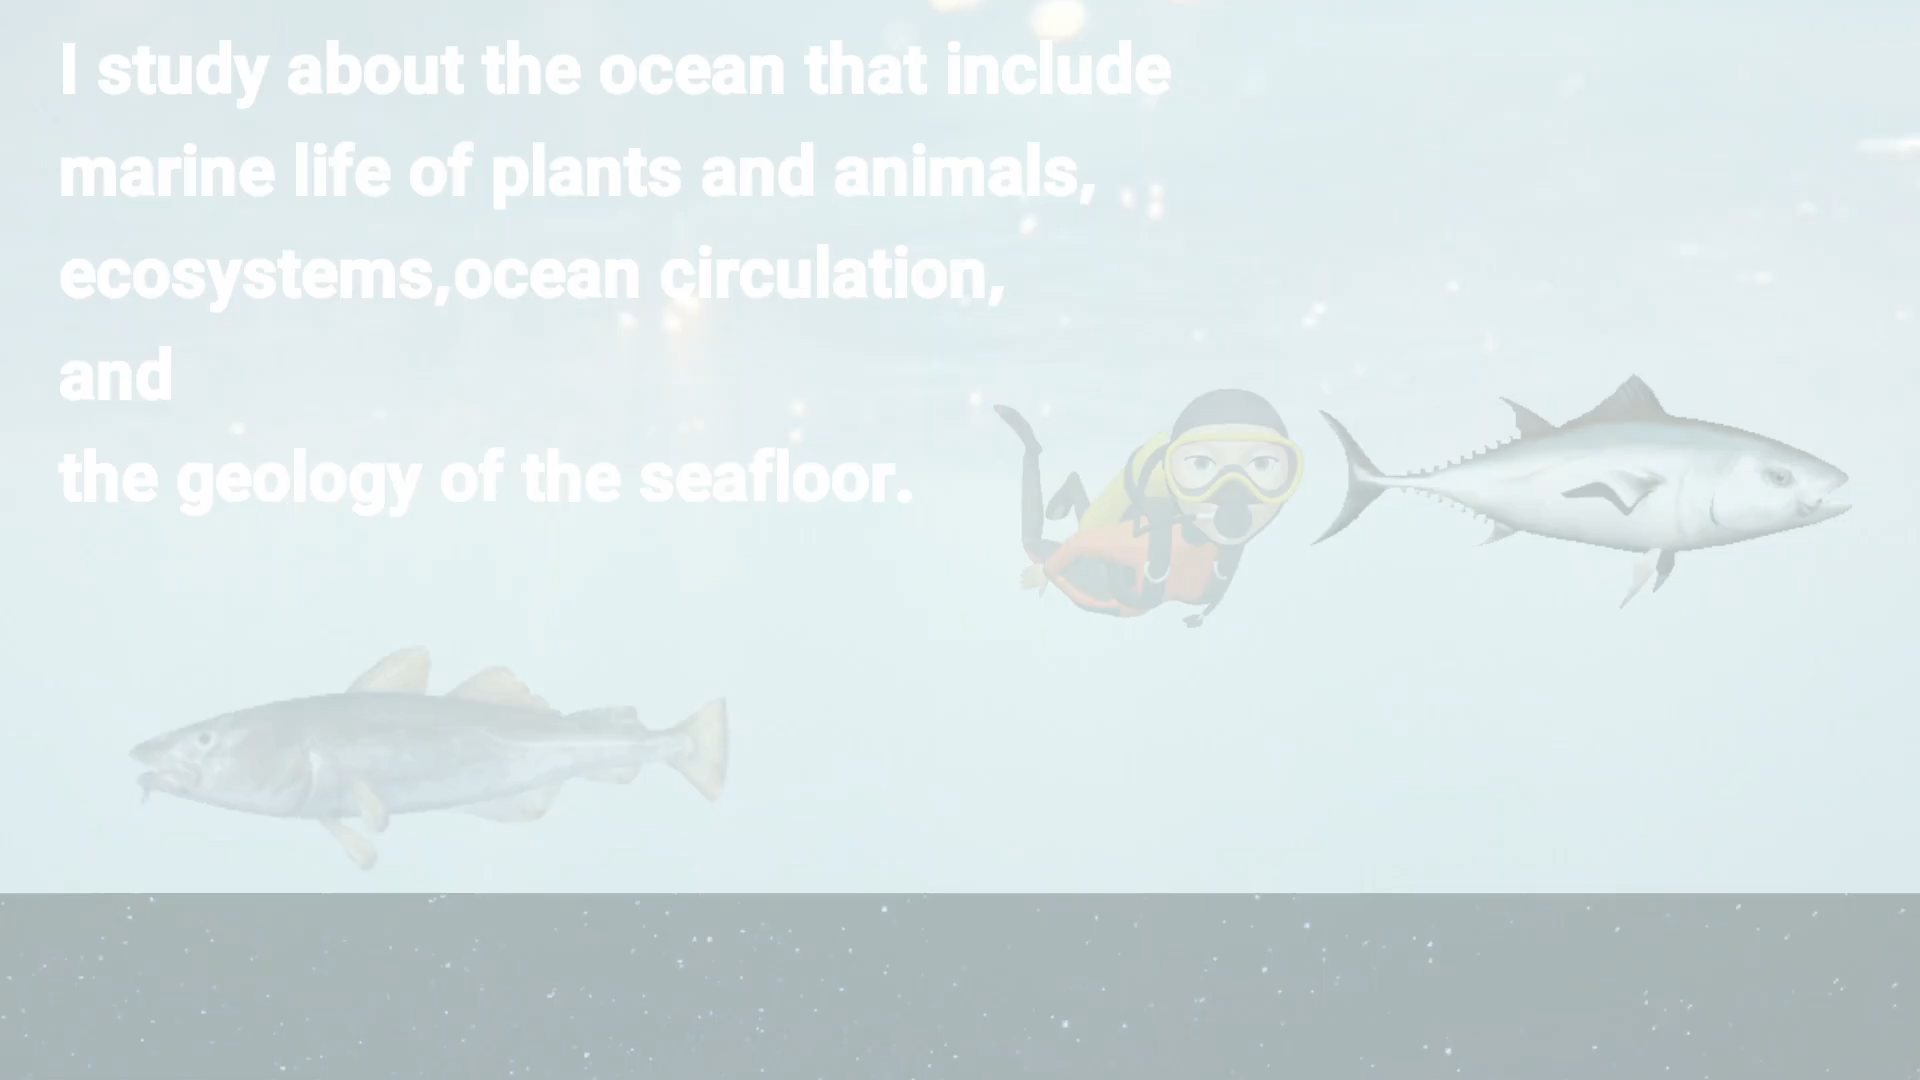 I study about the ocean that include
marine life of plants and animals,
ecosystems,ocean circulation,
and
the geology of the seafloor.